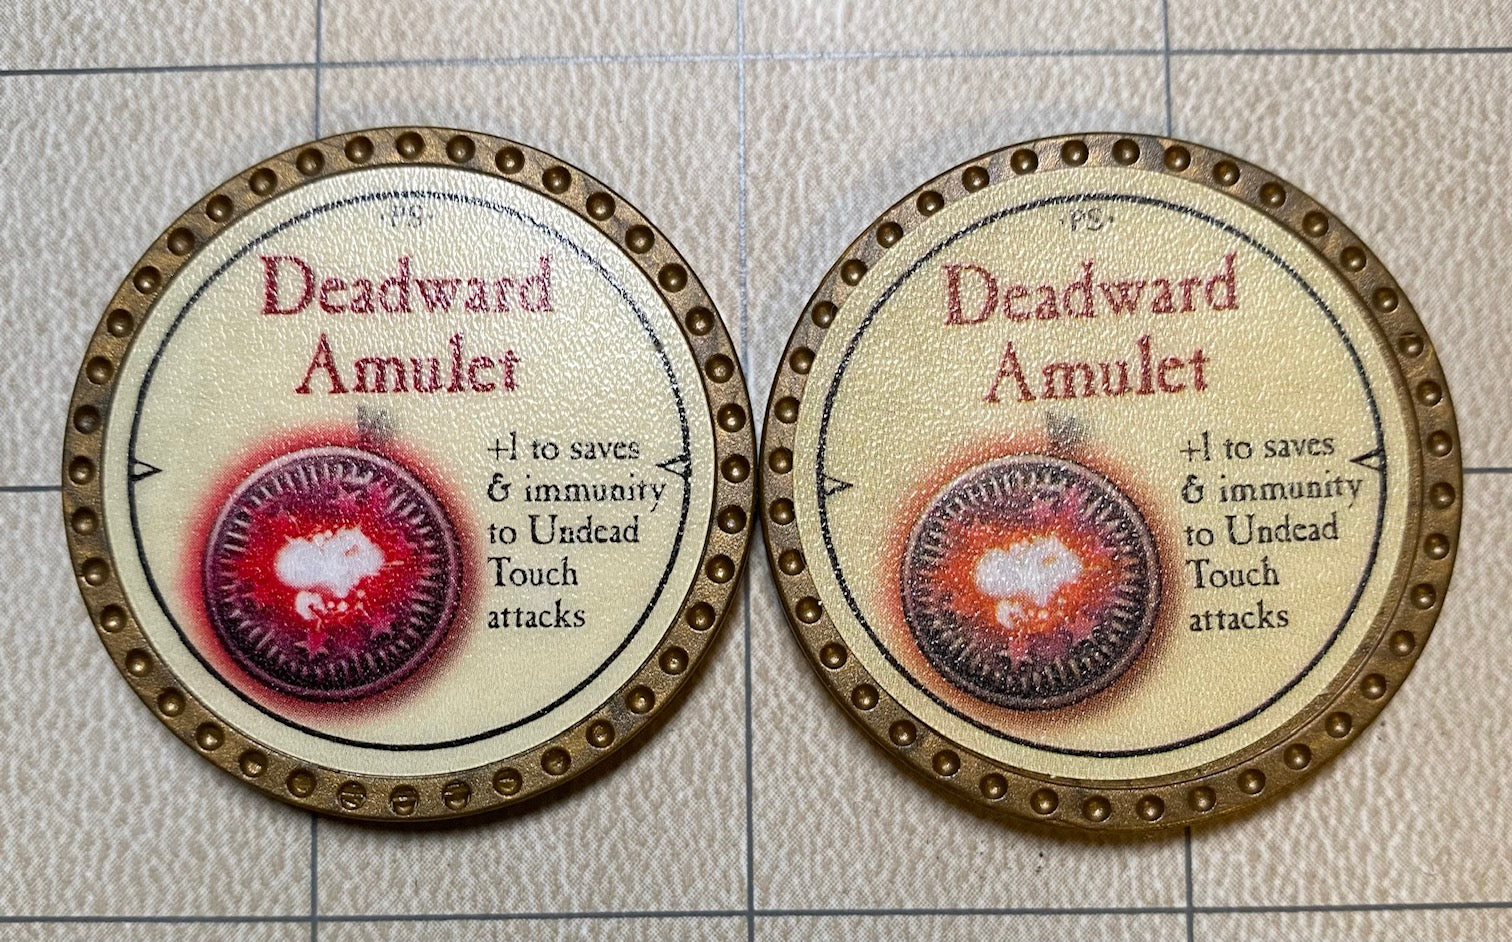 ·PS·
Deadward
Amulet
+1 to saves
& immunity
to Undead
Touch
attacks
·PS·
Deadward
Amulet
+1 to saves
& immunity
to Undead
Touch
attacks